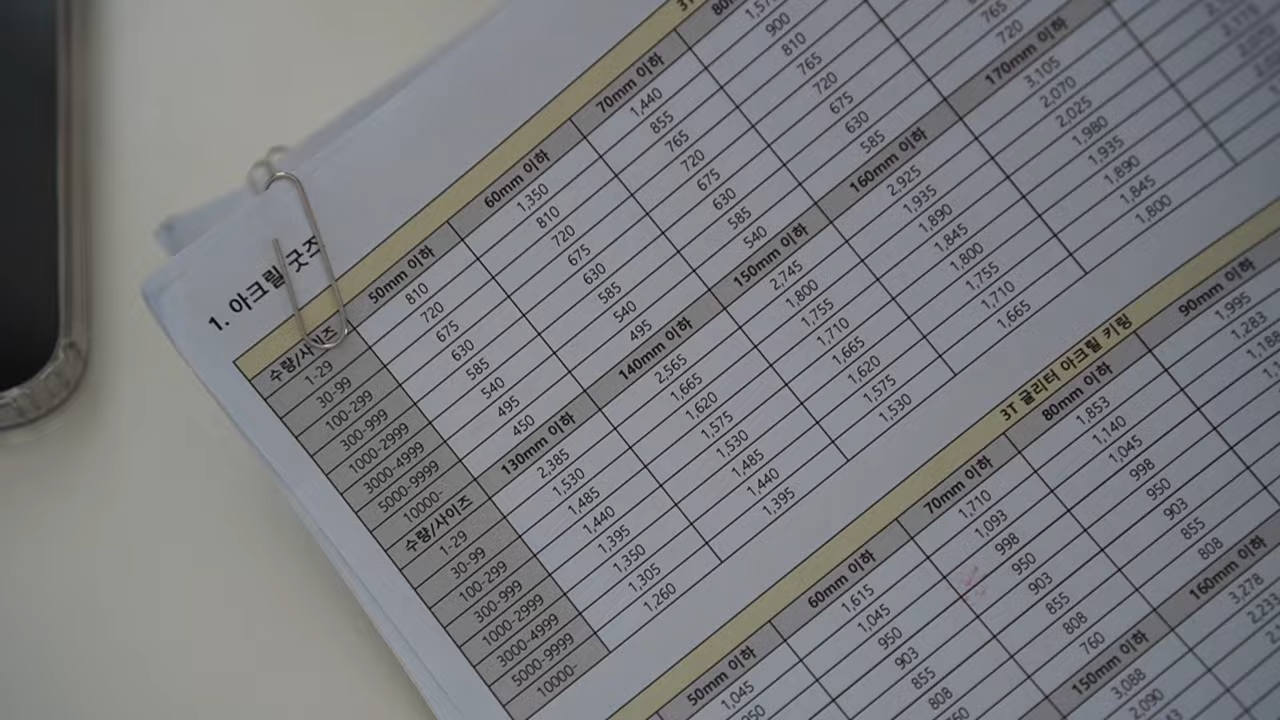 1. 아크릴 굿즈
수량/사이즈 50mm 이하 60mm 이하 70mm 이하
1-29 810 1,350 1,440
30-99 720 810 855 900
100-299 675 720 765 810
300-999 630 675 720 765
1000-2999 585 630 675 720
3000-4999 540 585 630 675
5000-9999 495 540 585 630 765
10000- 450 495 540 585 720
수량/사이즈 130mm 이하 140mm 이하 150mm 이하 160mm 이하 170mm 이하
1-29 2,385 2,565 2,745 2,925 3,105
30-99 1,530 1,665 1,800 1,935 2,070
100-299 1,485 1,620 1,755 1,890 2,025
300-999 1,440 1,575 1,710 1,845 1,980
1000-2999 1,395 1,530 1,665 1,800 1,935
3000-4999 1,350 1,485 1,620 1,755 1,890
5000-9999 1,305 1,440 1,575 1,710 1,845
10000- 1,260 1,395 1,530 1,665 1,800
3T 글리터 아크릴 키링
50mm 이하 60mm 이하 70mm 이하 80mm 이하 90mm 이하
1,045 1,615 1,710 1,853 1,995
1,045 1,093 1,140 1,283
950 998 1,045
903 950 998
855 903 950
808 855 903
808 855
760 808
150mm 이하 160mm 이하
3,088 3,278
2,090